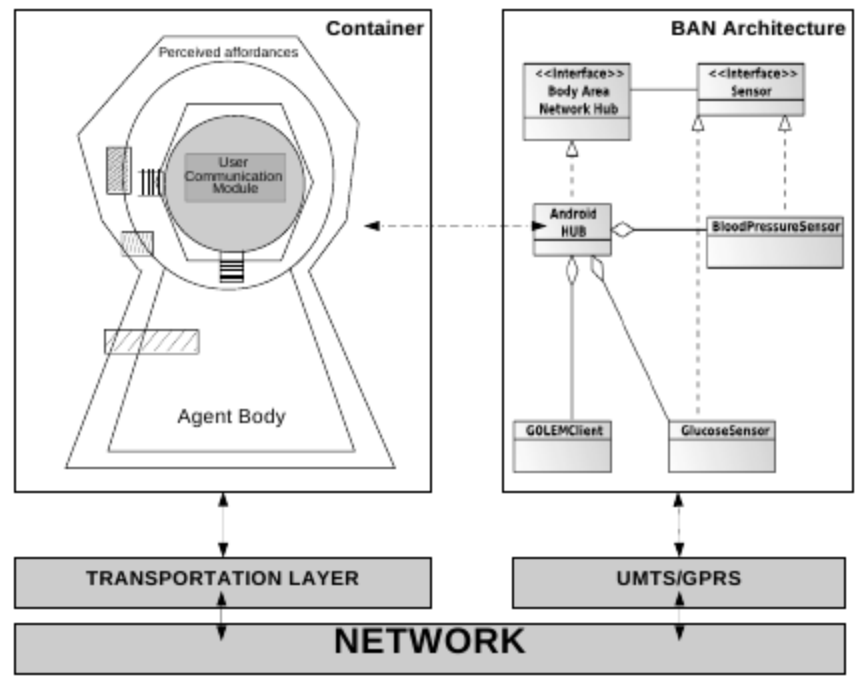 Container
Perceived affordances
User
Communication
Module
Agent Body
BAN Architecture
<<Interface>>
Body Area
Network Hub
<<Interface>>
Sensor
Android
HUB
BloodPressureSensor
GOLEMClient
GlucoseSensor
TRANSPORTATION LAYER
UMTS/GPRS
NETWORK